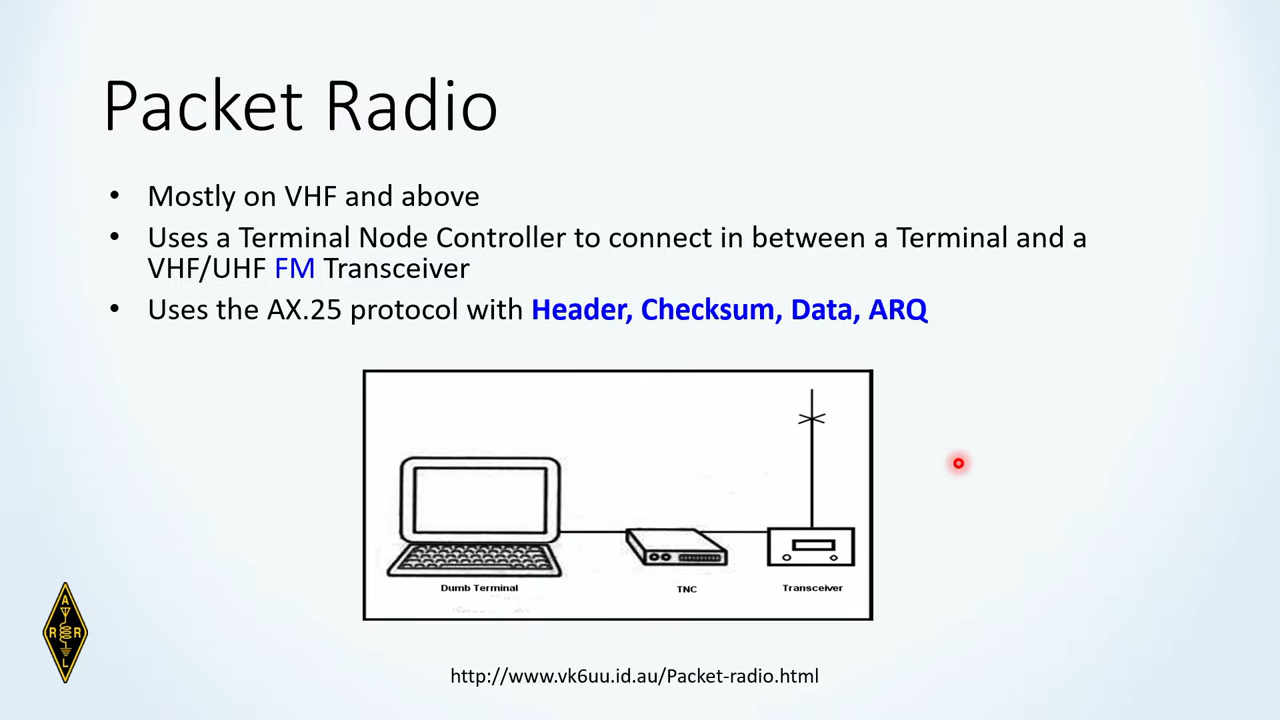 Packet Radio
• Mostly on VHF and above
• Uses a Terminal Node Controller to connect in between a Terminal and a
VHF/UHF FM Transceiver
• Uses the AX.25 protocol with Header, Checksum, Data, ARQ
Dumb Terminal
TNC
Transceiver
A
R R
L
http://www.vk6uu.id.au/Packet-radio.html